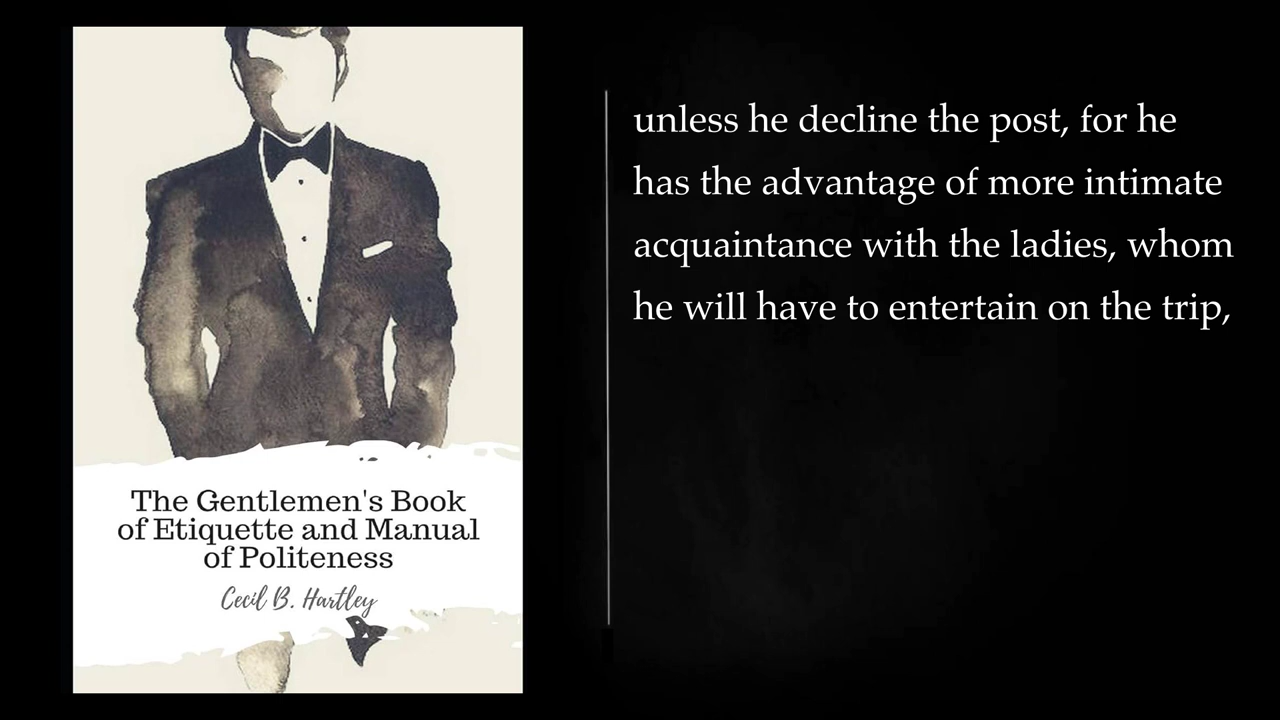 The Gentlemen's Book
of Etiquette and Manual
of Politeness
Cecil B. Hartley
unless he decline the post, for he
has the advantage of more intimate
acquaintance with the ladies, whom
he will have to entertain on the trip,